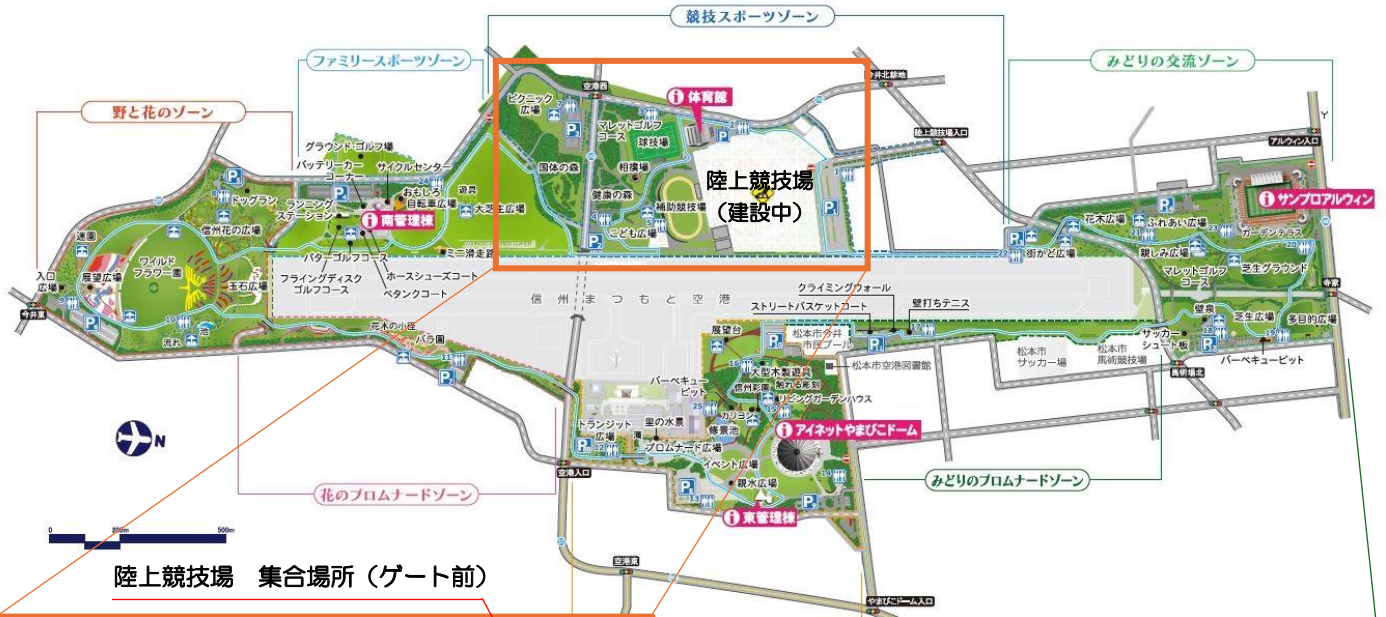 競技スポーツゾーン
ファミリースポーツゾーン
みどりの交流ゾーン
野と花のゾーン
ピクニック
広場
空港西
体育館
今井北耕地
陸上競技場入口
アルウィン入口
マレットゴルフ
コース
球技場
国体の森
相撲場
健康の森
補助競技場
こども広場
陸上競技場
(建設中)
グラウンド・ゴルフ場
バッテリーカー
コーナー
サイクルセンター
おもしろ
自転車広場
遊具
大芝生広場
ランニング
ステーション
南管理棟
ドッグラン
信州花の広場
パターゴルフコース
ミニ滑走路
フライングディスク
ゴルフコース
ホースシューズコート
ペタンクコート
迷園
ワイルド
フラワー園
展望広場
玉石広場
入口
広場
今井東
流れ
花木の小径
バラ園
信州まつもと空港
サンプロアルウィン
花木広場
ふれあい広場
ガーデンテラス
街かど広場
親しみ広場
マレットゴルフ
コース
芝生グラウンド
寺家
クライミングウォール
ストリートバスケットコート
壁打ちテニス
展望台
松本市今井
市民プール
松本市空港図書館
松本市
サッカー場
松本市
馬術競技場
サッカー
シュート板
壁泉
芝生広場
多目的広場
バーベキューピット
馬術場北
大型木製遊具
信州彩園
触れる彫刻
リビングガーデンハウス
バーベキュー
ピット
カリヨン
修景池
アイネットやまびこドーム
トランジット
広場
滝
里の水景
プロムナード広場
イベント広場
親水広場
東管理棟
空港入口
花のプロムナードゾーン
みどりのプロムナードゾーン
N
0
200m
500m
空港東
やまびこドーム入口
陸上競技場 集合場所(ゲート前)